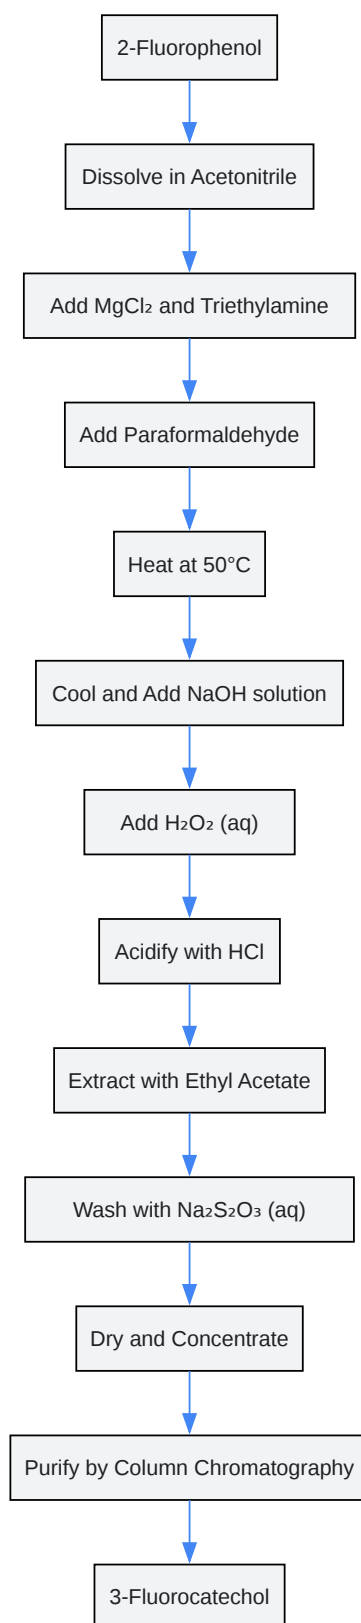 2-Fluorophenol
Dissolve in Acetonitrile
Add MgCl₂ and Triethylamine
Add Paraformaldehyde
Heat at 50°C
Cool and Add NaOH solution
Add H₂O₂ (aq)
Acidify with HCl
Extract with Ethyl Acetate
Wash with Na₂S₂O₃ (aq)
Dry and Concentrate
Purify by Column Chromatography
3-Fluorocatechol